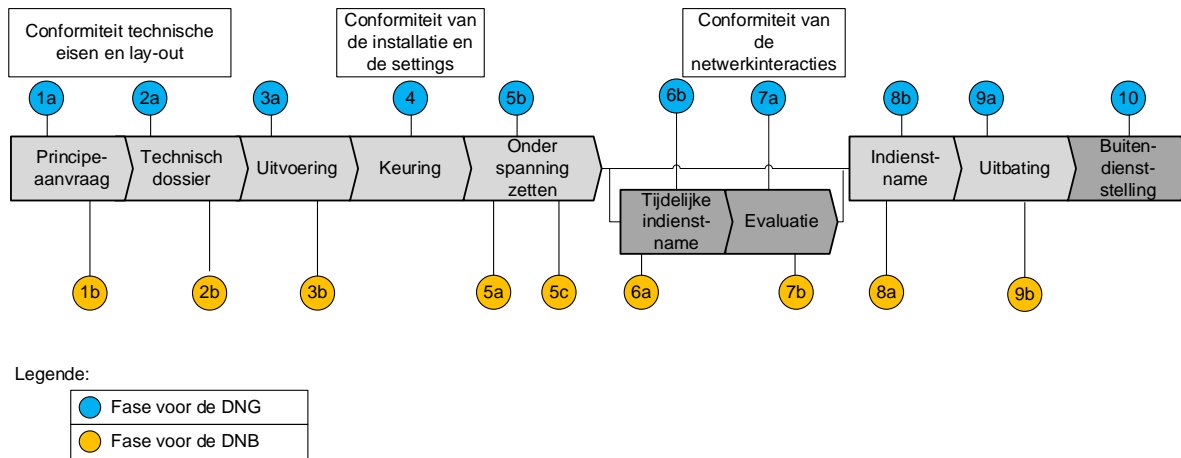 Conformiteit technische
eisen en lay-out
Conformiteit van
de installatie en
de settings
Conformiteit van
de
netwerkinteracties
1a
2a
3a
4
5b
6b
7a
8b
9a
10
Principe-
aanvraag
Technisch
dossier
Uitvoering
Keuring
Onder
spanning
zetten
Tijdelijke
indienst-
name
Evaluatie
Indienst-
name
Uitbating
Buiten-
dienst-
stelling
1b
2b
3b
5a
5c
6a
7b
8a
9b
Legende:
Fase voor de DNG
Fase voor de DNB